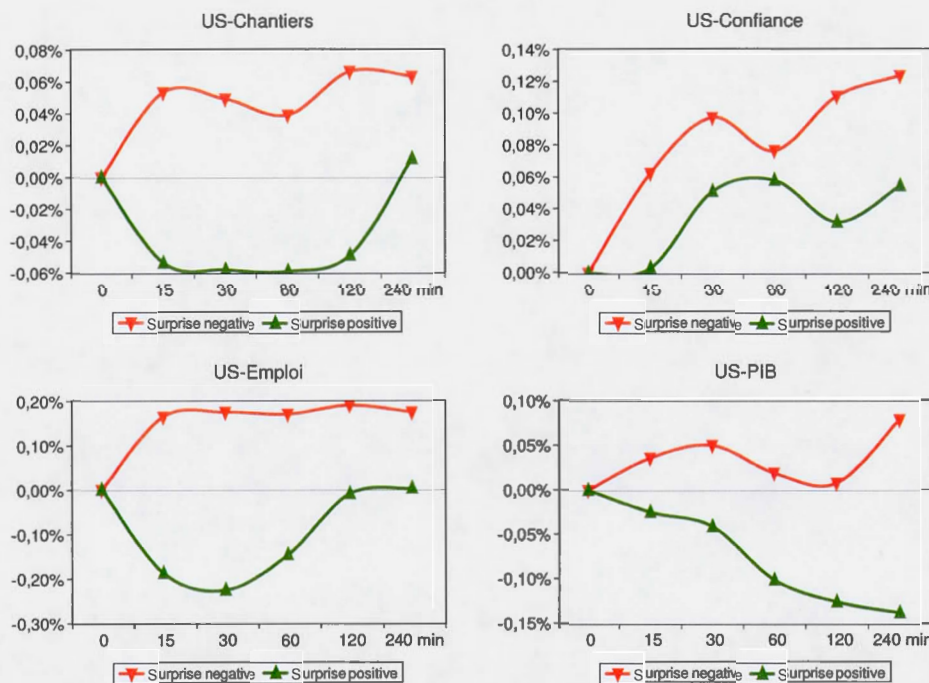 US-Chantiers
0,08%
0,06%
0,04%
0,02%
0,00%
-0,02%
-0,04%
-0,06%
0 15 30 60 120 240 min
Surprise negative Surprise positive
US-Confiance
0,14%
0,12%
0,10%
0,08%
0,06%
0,04%
0,02%
0,00%
0 15 30 60 120 240 min
Surprise negative Surprise positive
US-Emploi
0,20%
0,10%
0,00%
-0,10%
-0,20%
-0,30%
0 15 30 60 120 240 min
Surprise negative Surprise positive
US-PIB
0,10%
0,05%
0,00%
-0,05%
-0,10%
-0,15%
0 15 30 60 120 240 min
Surprise negative Surprise positive